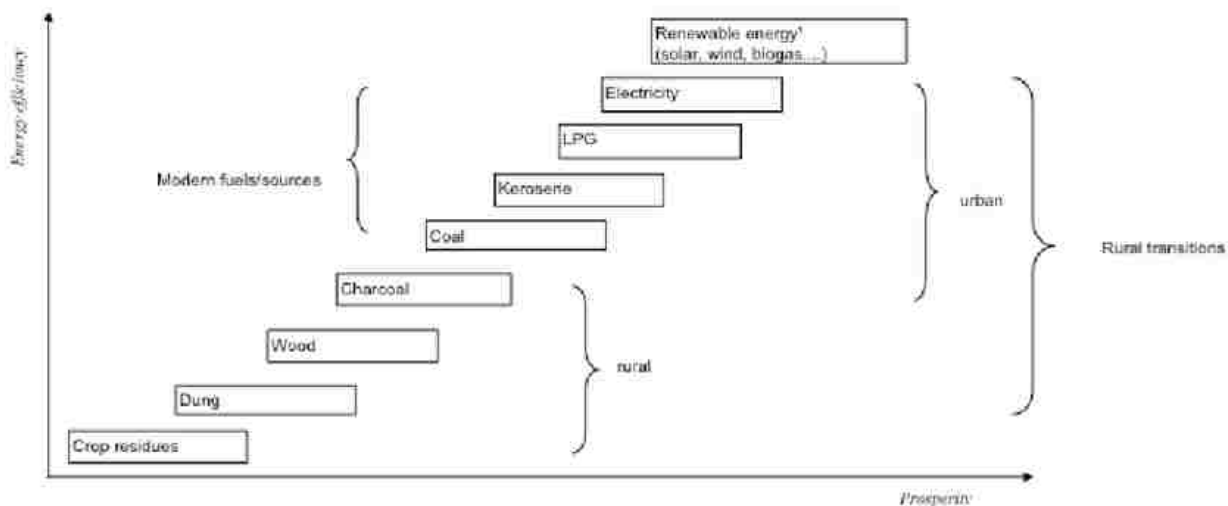 Energy efficiency
Renewable energy¹
(solar, wind, biogas....)
Electricity
LPG
Modern fuels/sources
Kerosene
urban
Coal
Rural transitions
Charcoal
Wood
rural
Dung
Crop residues
Prosperity